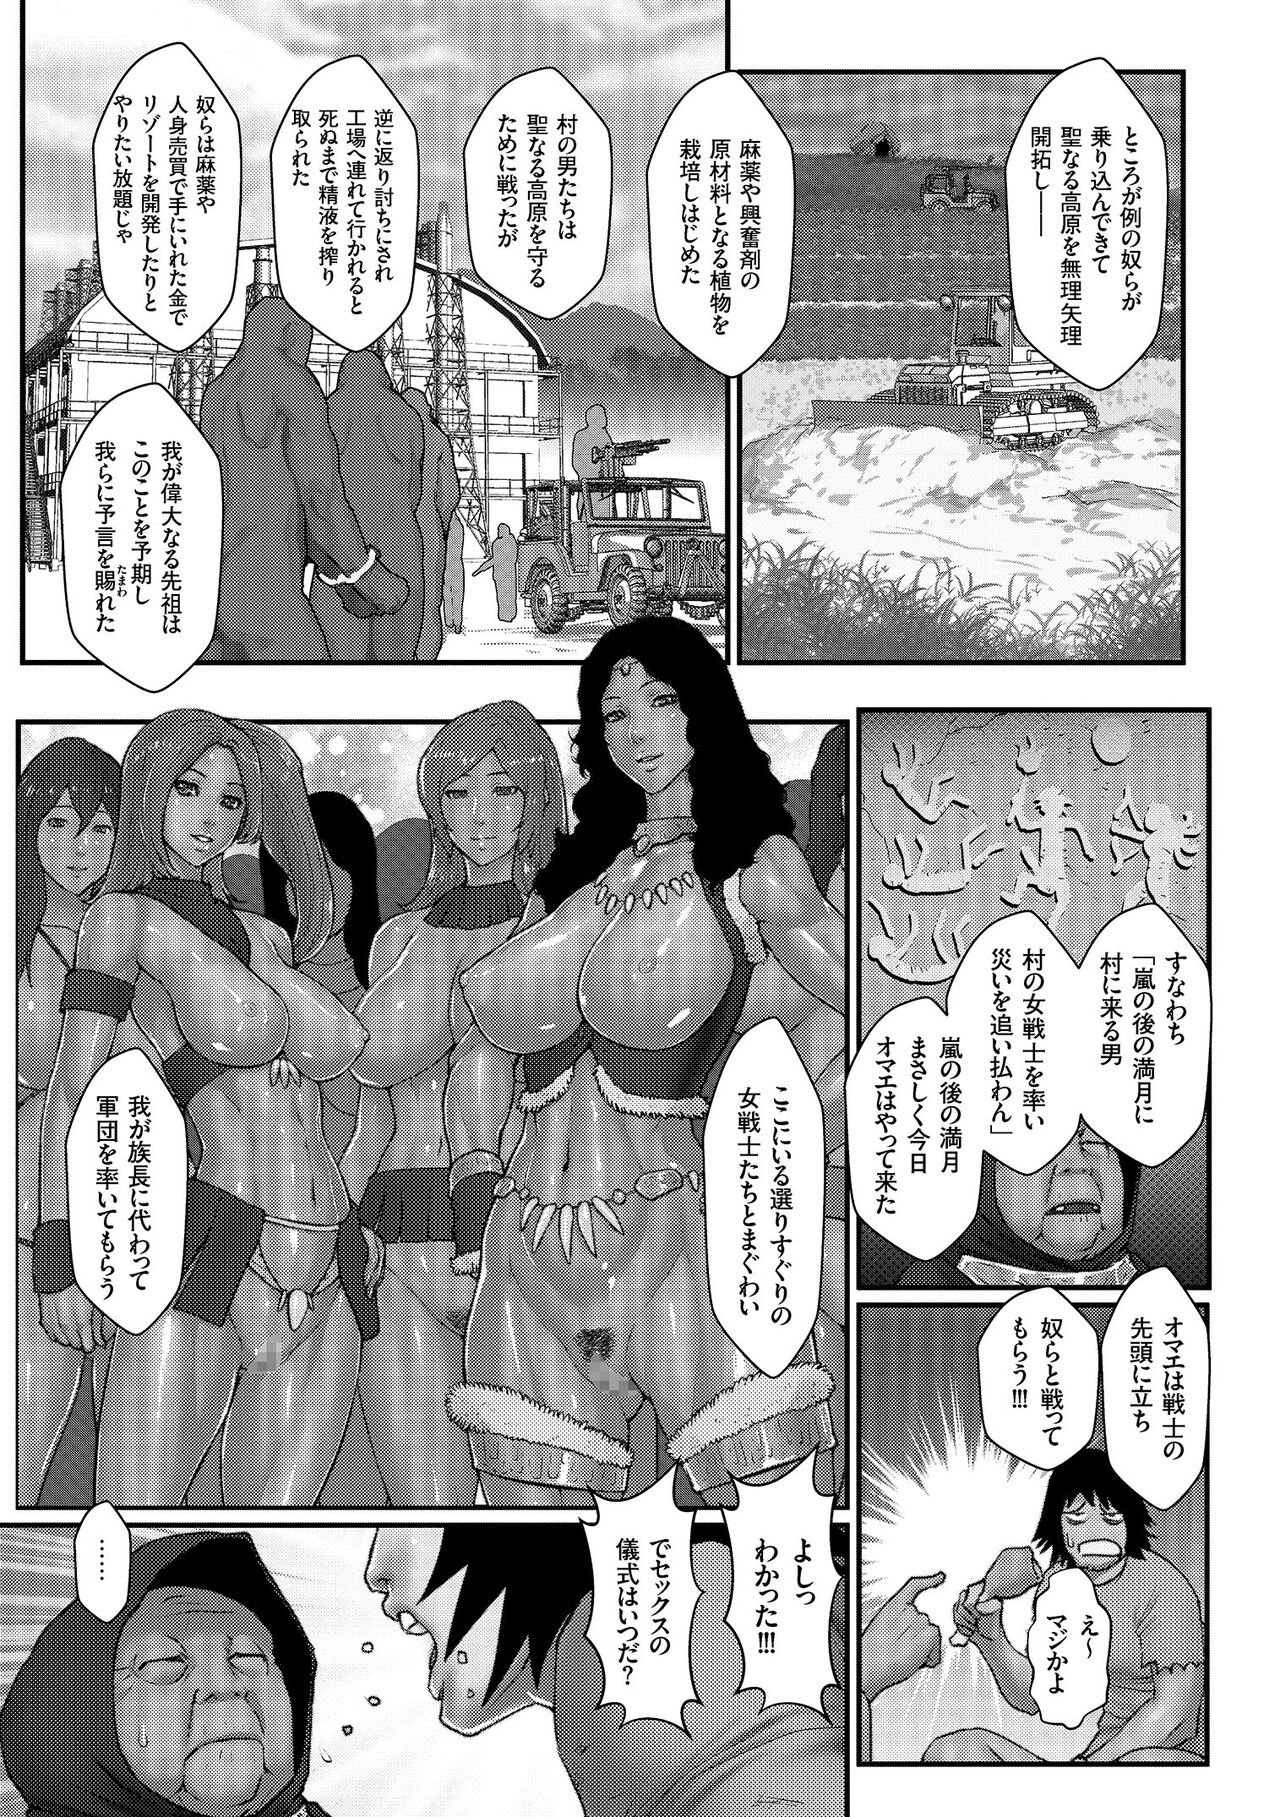 ところが例の奴らが
乗り込んできて
聖なる高原を無理矢理
開拓し――
麻薬や興奮剤の
原材料となる植物を
栽培しはじめた
村の男たちは
聖なる高原を守る
ために戦ったが
逆に返り討ちにされ
工場へ連れて行かれると
死ぬまで精液を搾り
取られた
奴らは麻薬や
人身売買で手にいれた金で
リゾートを開発したりと
やりたい放題じゃ
我が偉大なる先祖は
このことを予期し
我らに予言を賜れた
たまわ
すなわち
「嵐の後の満月に
村に来る男
村の女戦士を率い
災いを追い払わん」
嵐の後の満月
まさしく今日
オマエはやって来た
ここにいる選りすぐりの
女戦士たちとまぐわい
我が族長に代わって
軍団を率いてもらう
オマエは戦士の
先頭に立ち
奴らと戦って
もらう!!!
え～
マジかよ
よしっ
わかった!!!
でセックスの
儀式はいつだ?
……